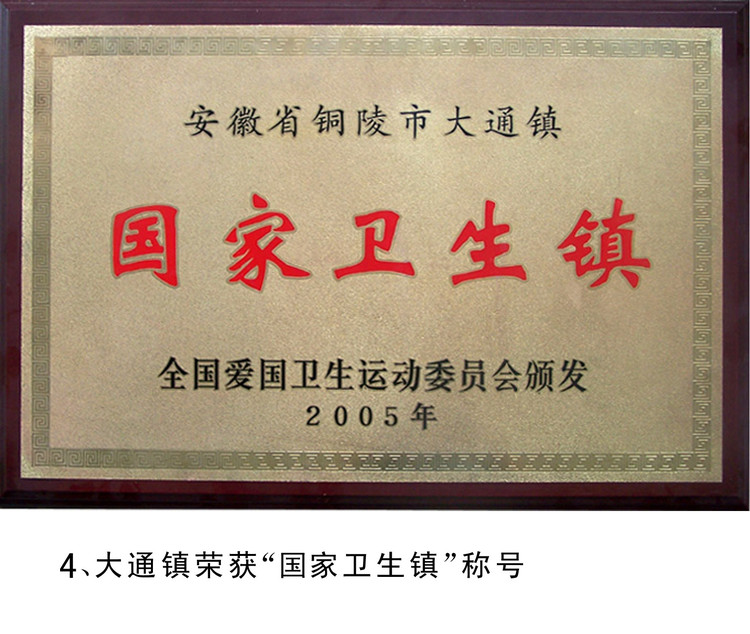 安徽省铜陵市大通镇
国家卫生镇
全国爱国卫生运动委员会颁发
2005年
4、大通镇荣获“国家卫生镇”称号